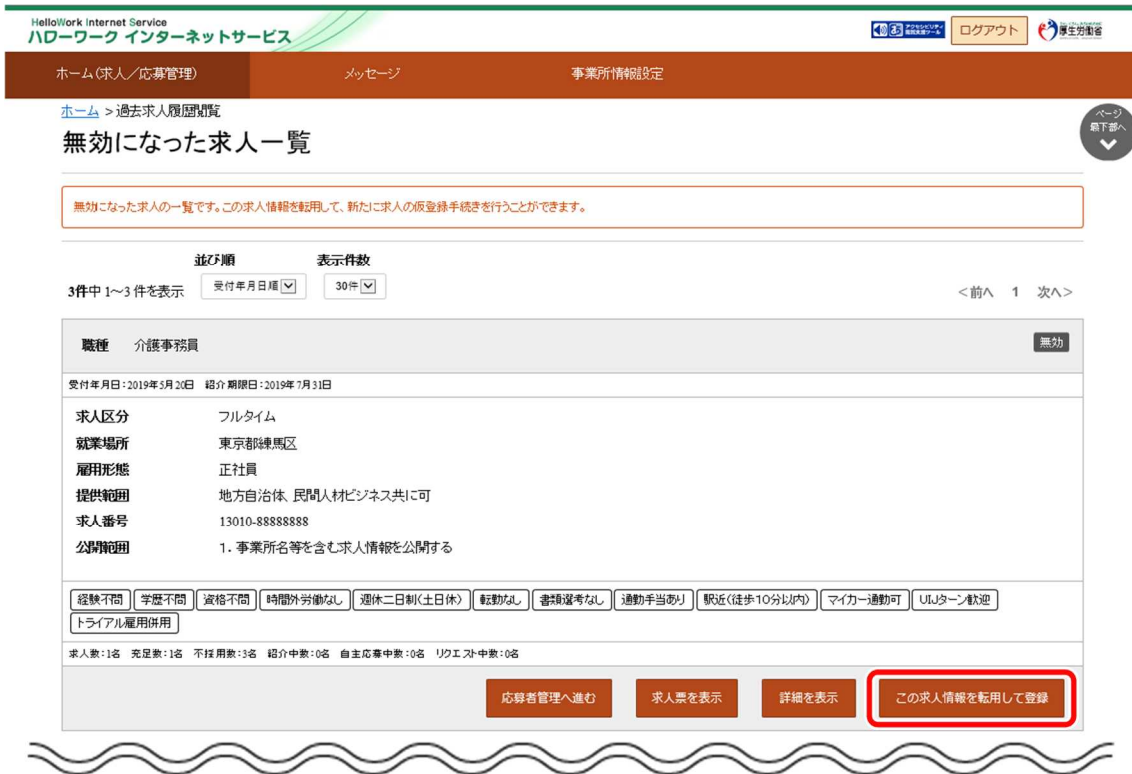 HelloWork Internet Service
ハローワーク インターネットサービス
ログアウト
厚生労働省
ホーム(求人/応募管理) メッセージ 事業所情報設定
ホーム >過去求人履歴閲覧
ページ
最下部へ
無効になった求人一覧
無効になった求人の一覧です。この求人情報を転用して、新たに求人の仮登録手続きを行うことができます。
並び順 表示件数
3件中 1~3 件を表示 受付年月日順 30件 <前へ 1 次へ>
職種 介護事務員 無効
受付年月日:2019年5月20日 紹介期限日:2019年7月31日
求人区分 フルタイム
就業場所 東京都練馬区
雇用形態 正社員
提供範囲 地方自治体、民間人材ビジネス共に可
求人番号 13010-88888888
公開範囲 1.事業所名等を含む求人情報を公開する
経験不問 学歴不問 資格不問 時間外労働なし 週休二日制(土日休) 転勤なし 書類選考なし 通勤手当あり 駅近(徒歩10分以内) マイカー通勤可 UIJターン歓迎
トライアル雇用併用
求人数:1名 充足数:1名 不採用数:3名 紹介中数:0名 自主応募中数:0名 リクエスト中数:0名
応募者管理へ進む 求人票を表示 詳細を表示 この求人情報を転用して登録